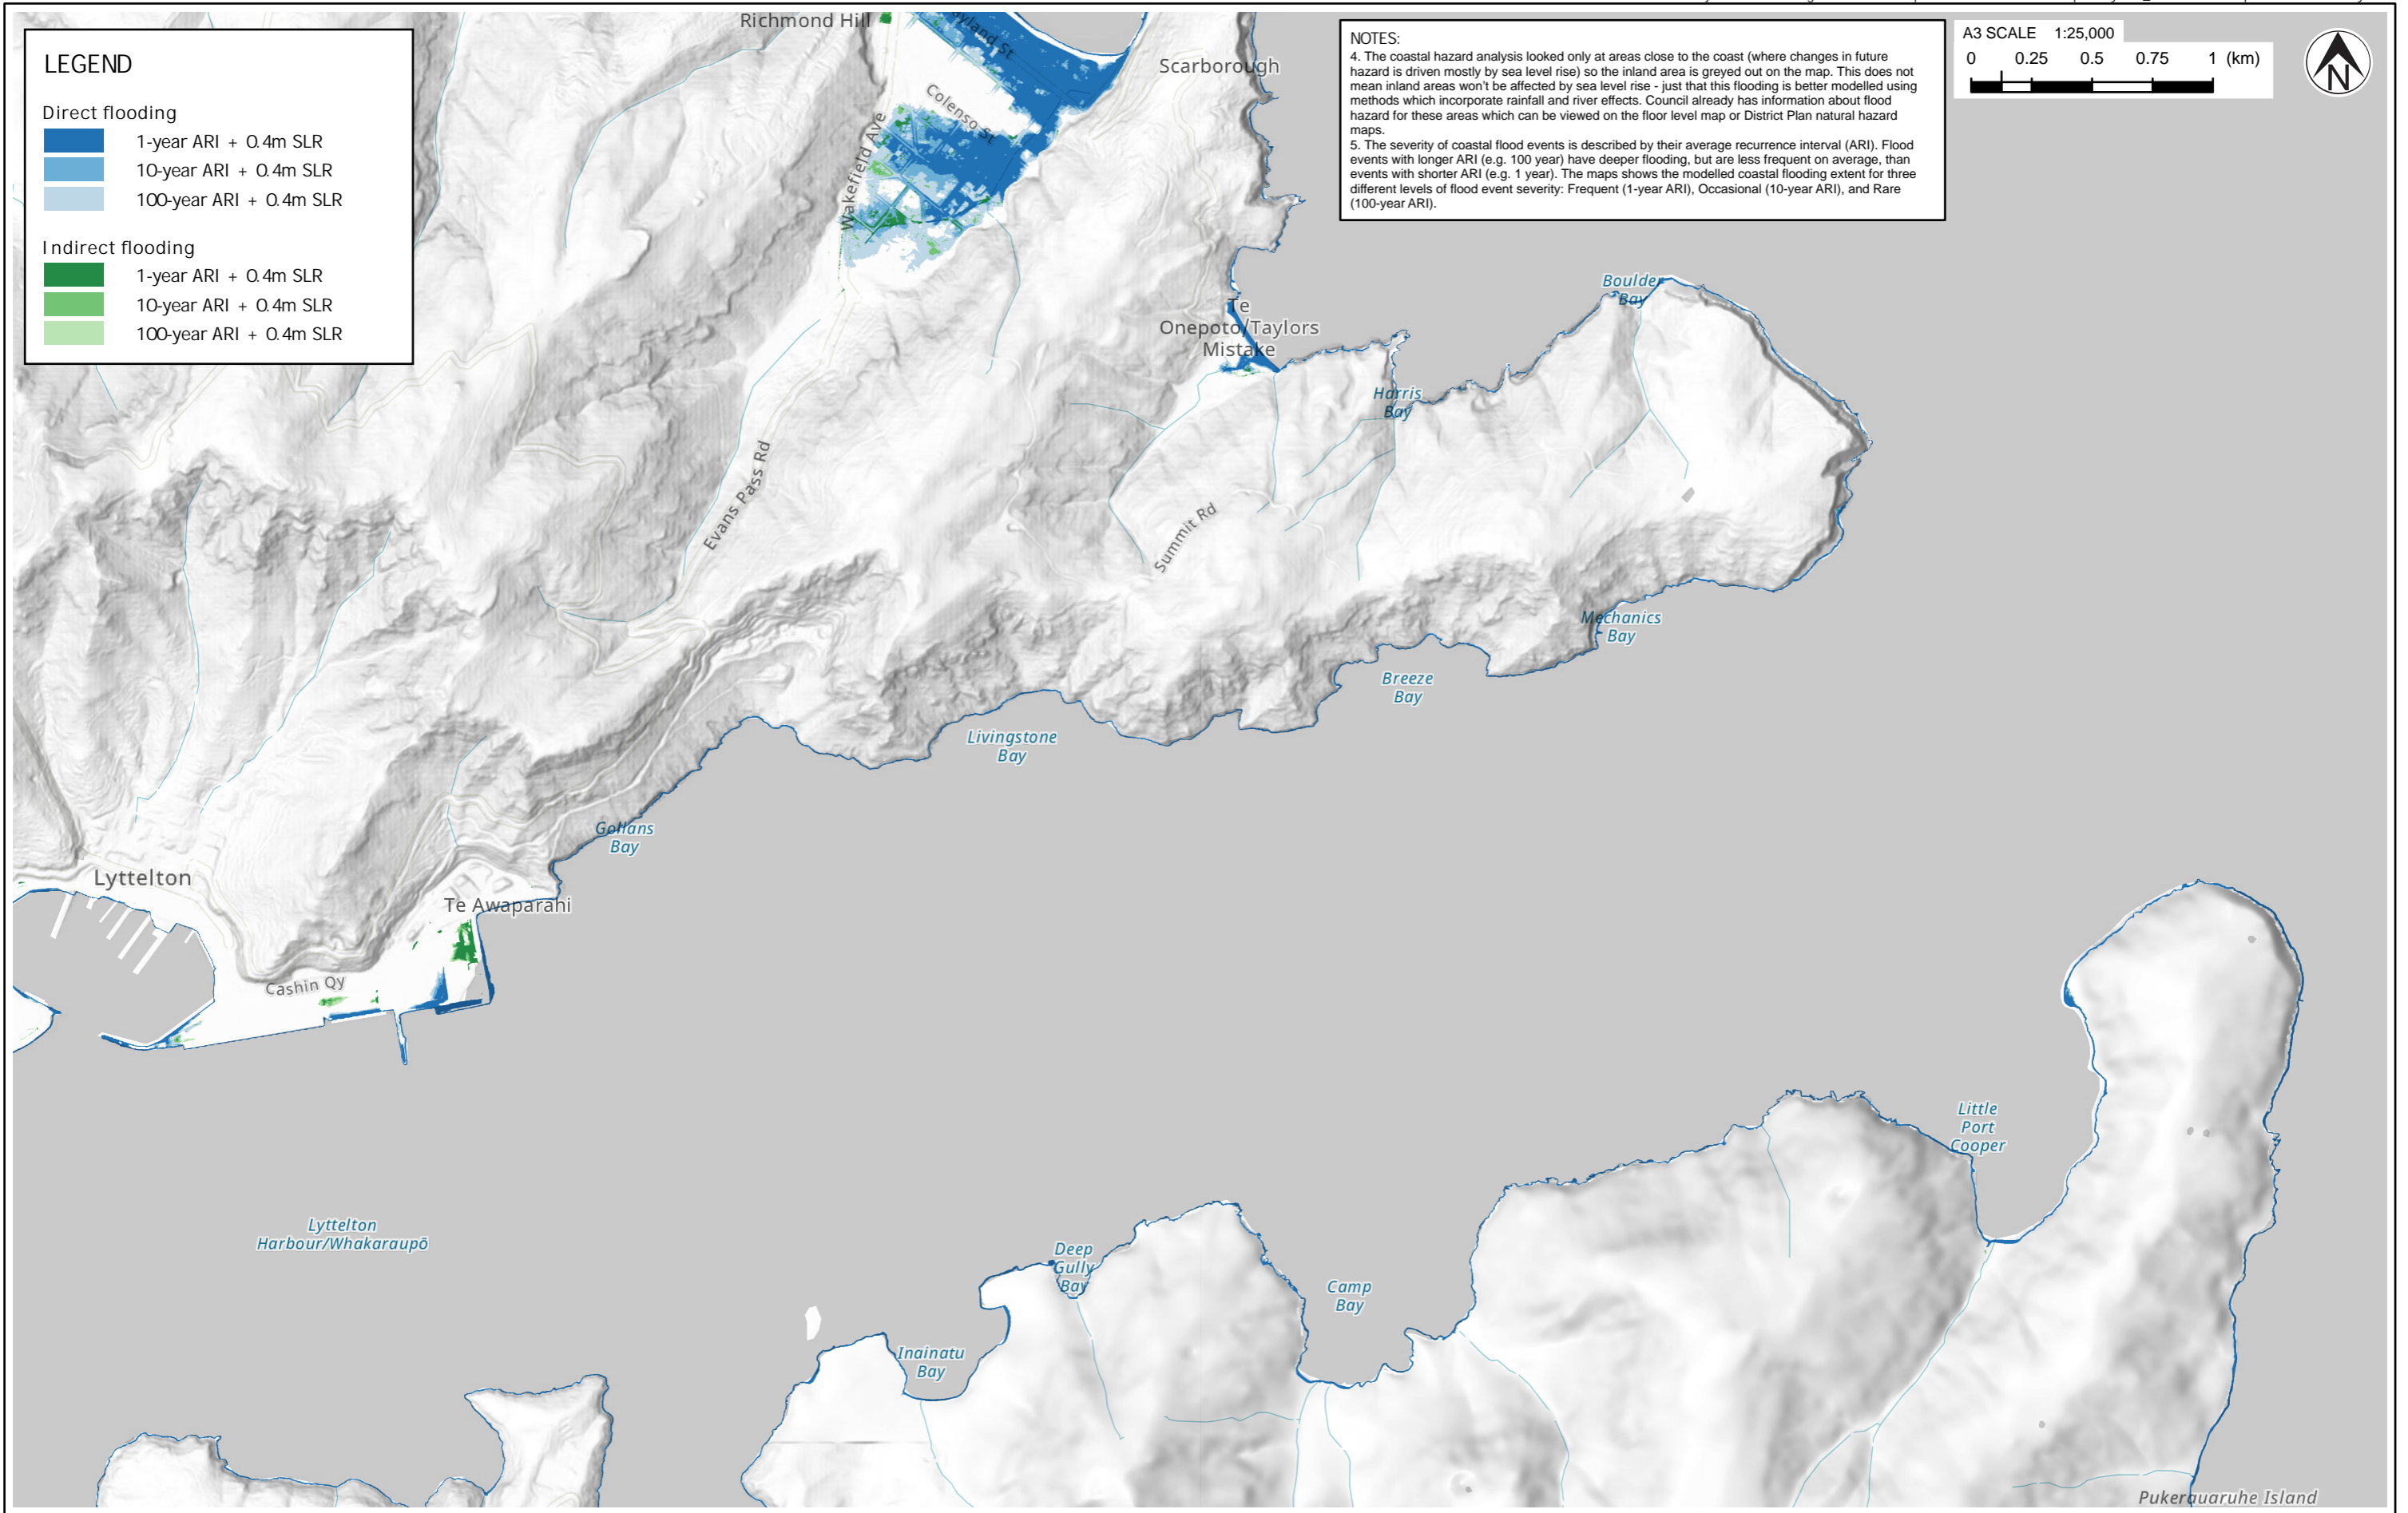 LEGEND
Direct flooding
1-year ARI + 0.4m SLR
10-year ARI + 0.4m SLR
100-year ARI + 0.4m SLR
Indirect flooding
1-year ARI + 0.4m SLR
10-year ARI + 0.4m SLR
100-year ARI + 0.4m SLR
NOTES:
4. The coastal hazard analysis looked only at areas close to the coast (where changes in future
hazard is driven mostly by sea level rise) so the inland area is greyed out on the map. This does not
mean inland areas won't be affected by sea level rise - just that this flooding is better modelled using
methods which incorporate rainfall and river effects. Council already has information about flood
hazard for these areas which can be viewed on the floor level map or District Plan natural hazard
maps.
5. The severity of coastal flood events is described by their average recurrence interval (ARI). Flood
events with longer ARI (e.g. 100 year) have deeper flooding, but are less frequent on average, than
events with shorter ARI (e.g. 1 year). The maps shows the modelled coastal flooding extent for three
different levels of flood event severity: Frequent (1-year ARI), Occasional (10-year ARI), and Rare
(100-year ARI).
A3 SCALE 1:25,000
0 0.25 0.5 0.75 1 (km)
N
Richmond Hill
Scarborough
Colenso St
Wakefield Ave
Te
Onepoto/Taylors
Mistake
Boulder
Bay
Harris
Bay
Evans Pass Rd
Summit Rd
Mechanics
Bay
Breeze
Bay
Livingstone
Bay
Gollans
Bay
Lyttelton
Te Awaparahi
Cashin Qy
Little
Port
Cooper
Lyttelton
Harbour/Whakaraupō
Deep
Gully
Bay
Camp
Bay
Inainatu
Bay
Pukerauaruhe Island